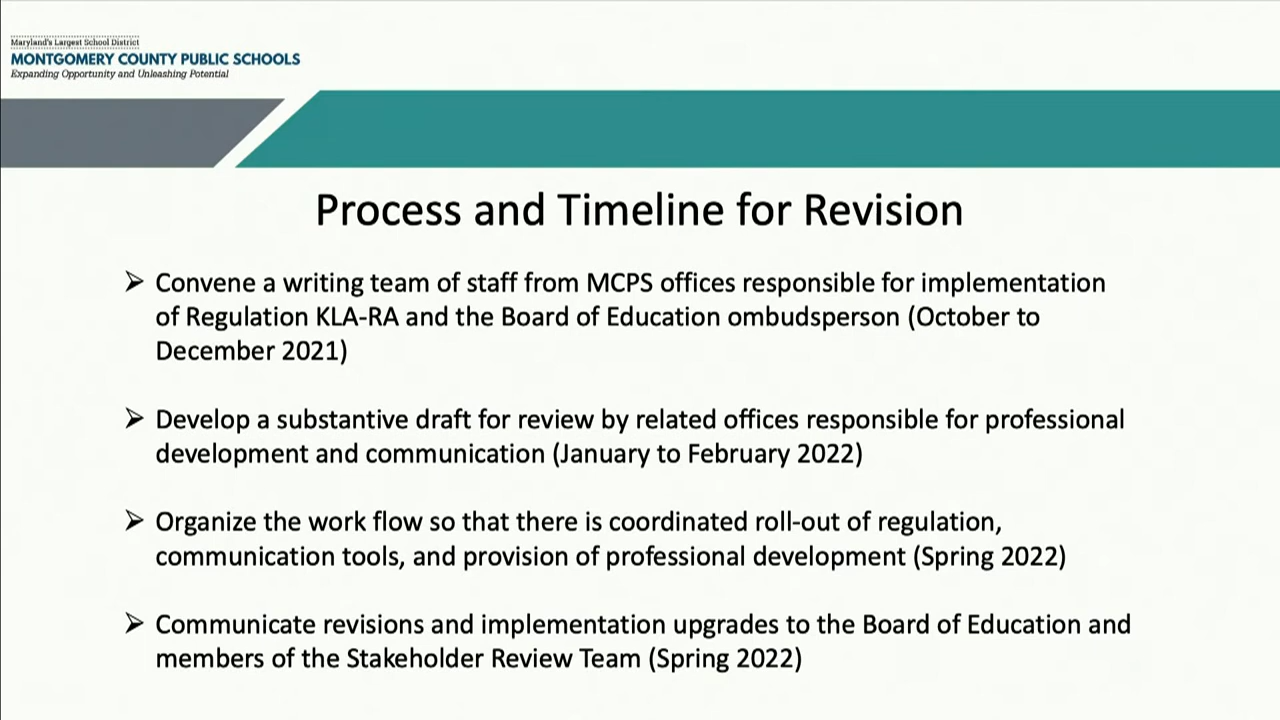 Maryland's Largest School District
MONTGOMERY COUNTY PUBLIC SCHOOLS
Expanding Opportunity and Unleashing Potential
Process and Timeline for Revision
➢ Convene a writing team of staff from MCPS offices responsible for implementation
of Regulation KLA-RA and the Board of Education ombudsperson (October to
December 2021)
➢ Develop a substantive draft for review by related offices responsible for professional
development and communication (January to February 2022)
➢ Organize the work flow so that there is coordinated roll-out of regulation,
communication tools, and provision of professional development (Spring 2022)
➢ Communicate revisions and implementation upgrades to the Board of Education and
members of the Stakeholder Review Team (Spring 2022)